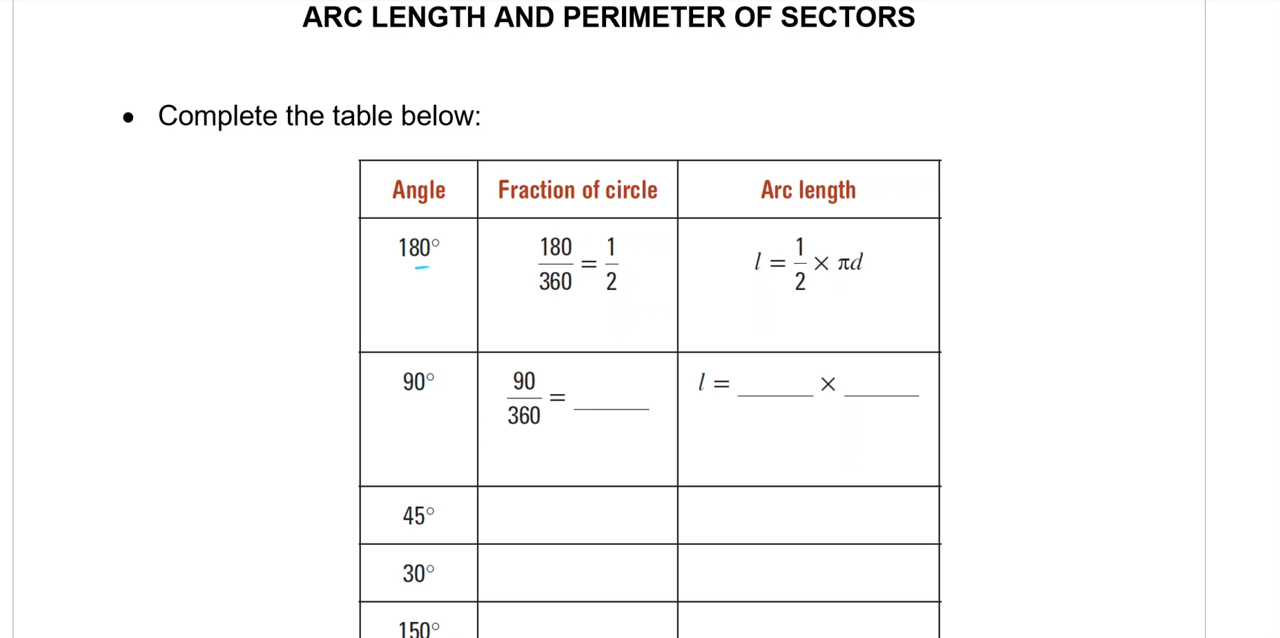 ARC LENGTH AND PERIMETER OF SECTORS
• Complete the table below:
Angle Fraction of circle Arc length
180° 180/360 = 1/2 l = 1/2 × πd
90° 90/360 = ______ l = ______ × ______
45°
30°
150°